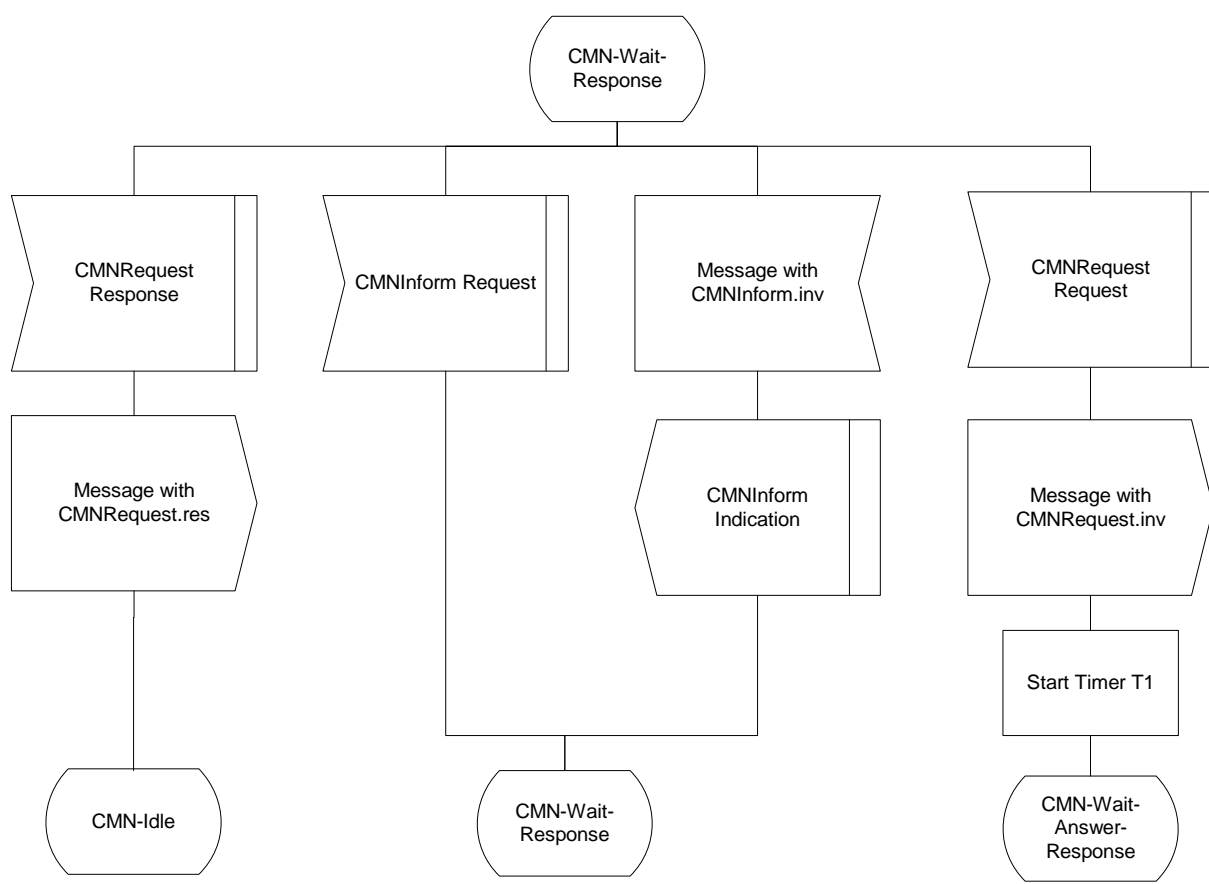 CMN-Wait-
Response
CMNRequest
Response
CMNInform Request
Message with
CMNInform.inv
CMNRequest
Request
Message with
CMNRequest.res
CMNInform
Indication
Message with
CMNRequest.inv
Start Timer T1
CMN-Idle
CMN-Wait-
Response
CMN-Wait-
Answer-
Response